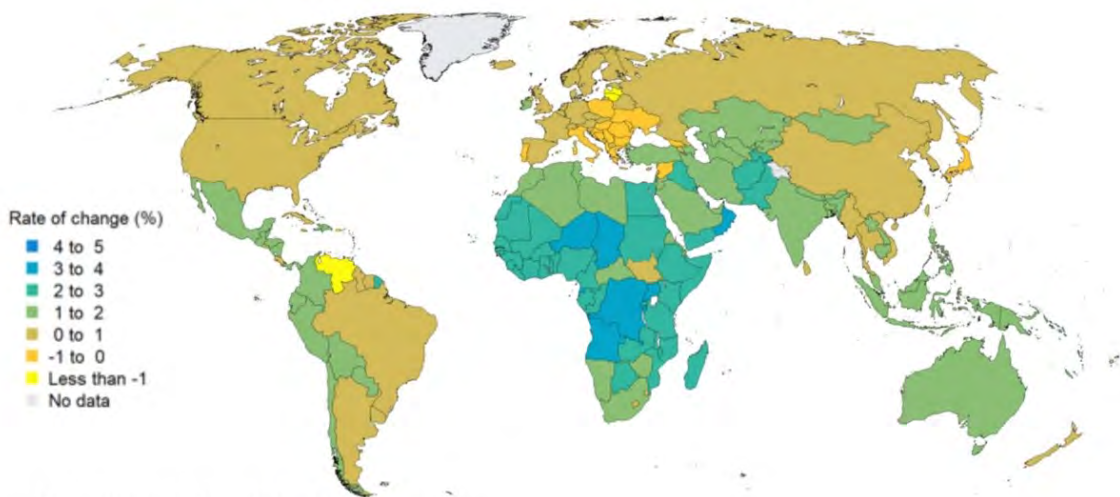 Rate of change (%)
4 to 5
3 to 4
2 to 3
1 to 2
0 to 1
-1 to 0
Less than -1
No data